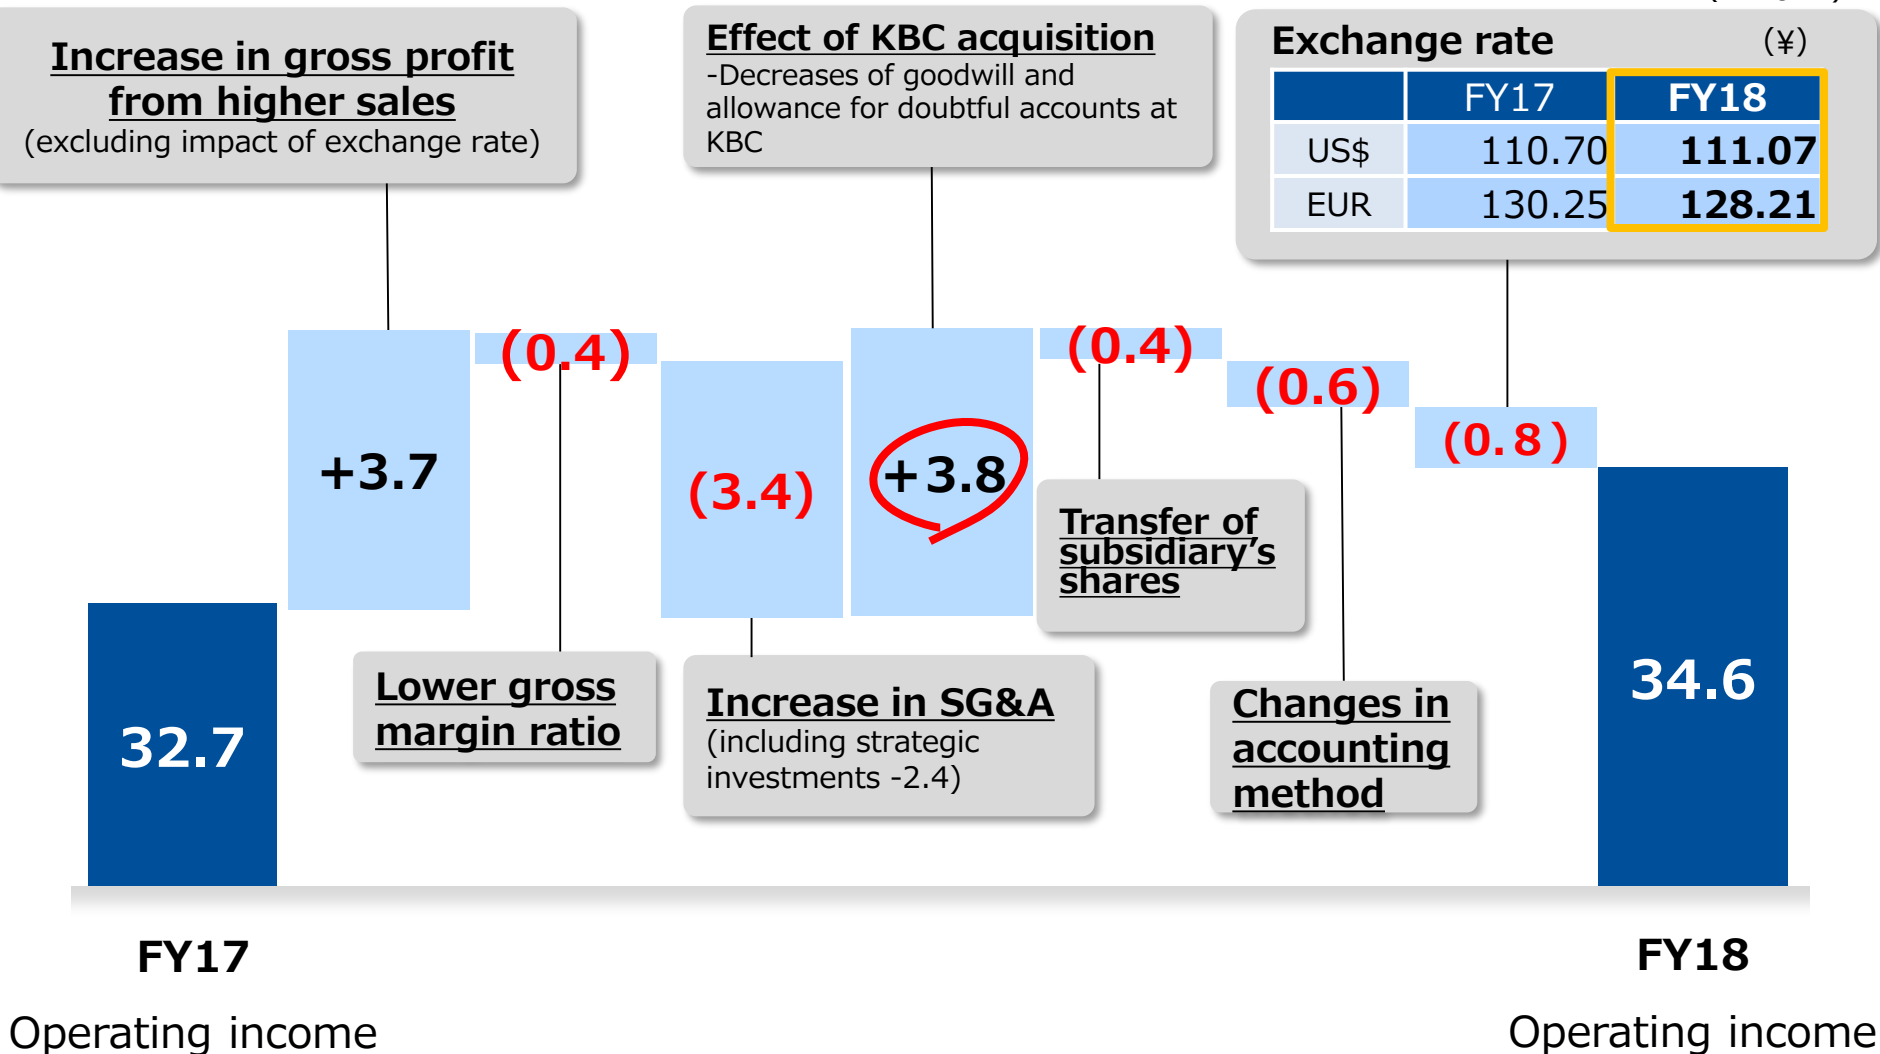 Increase in gross profit
from higher sales
(excluding impact of exchange rate)
Effect of KBC acquisition
-Decreases of goodwill and
allowance for doubtful accounts at
KBC
Exchange rate (¥)
FY17 FY18
US$ 110.70 111.07
EUR 130.25 128.21
32.7
+3.7
(0.4)
(3.4)
+3.8
(0.4)
(0.6)
(0.8)
34.6
Lower gross
margin ratio
Increase in SG&A
(including strategic
investments -2.4)
Transfer of
subsidiary’s
shares
Changes in
accounting
method
FY17
Operating income
FY18
Operating income